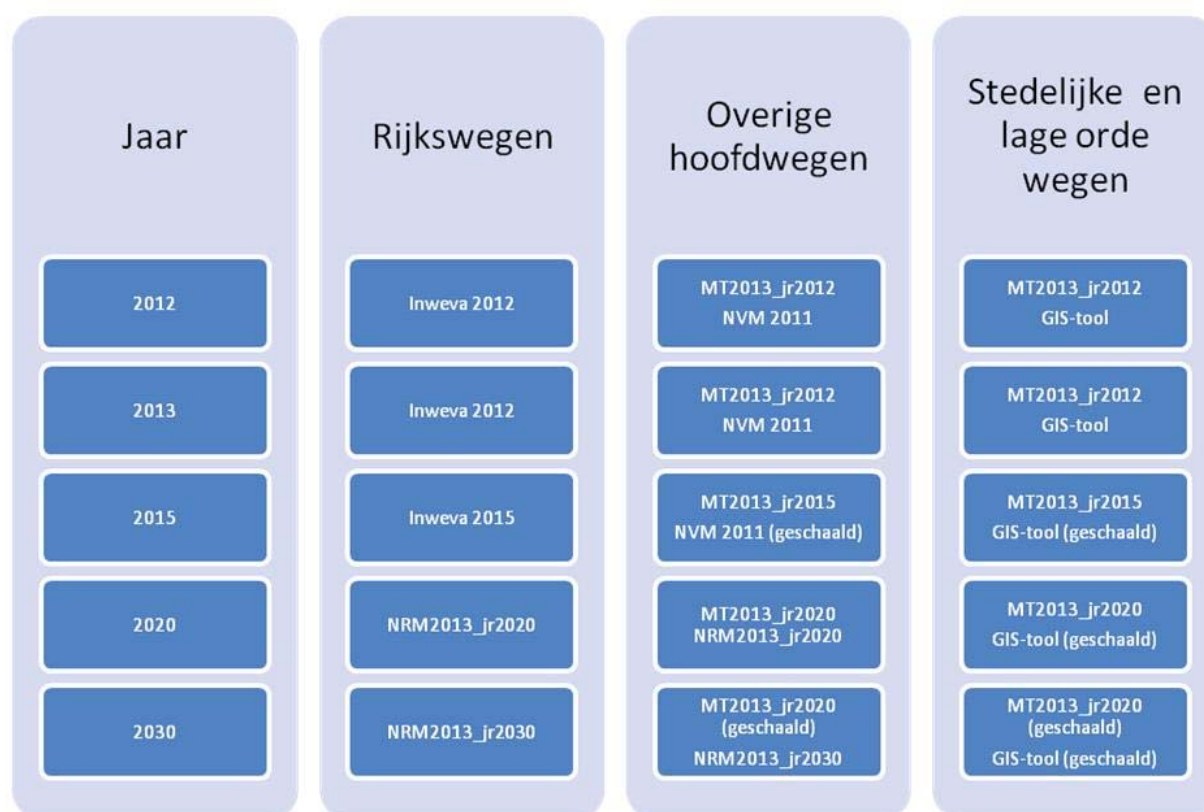 Jaar
Rijkswegen
Overige
hoofdwegen
Stedelijke en
lage orde
wegen
2012
Inweva 2012
MT2013_jr2012
NVM 2011
MT2013_jr2012
GIS-tool
2013
Inweva 2012
MT2013_jr2012
NVM 2011
MT2013_jr2012
GIS-tool
2015
Inweva 2015
MT2013_jr2015
NVM 2011 (geschaald)
MT2013_jr2015
GIS-tool (geschaald)
2020
NRM2013_jr2020
MT2013_jr2020
NRM2013_jr2020
MT2013_jr2020
GIS-tool (geschaald)
2030
NRM2013_jr2030
MT2013_jr2020
(geschaald)
NRM2013_jr2030
MT2013_jr2020
(geschaald)
GIS-tool (geschaald)